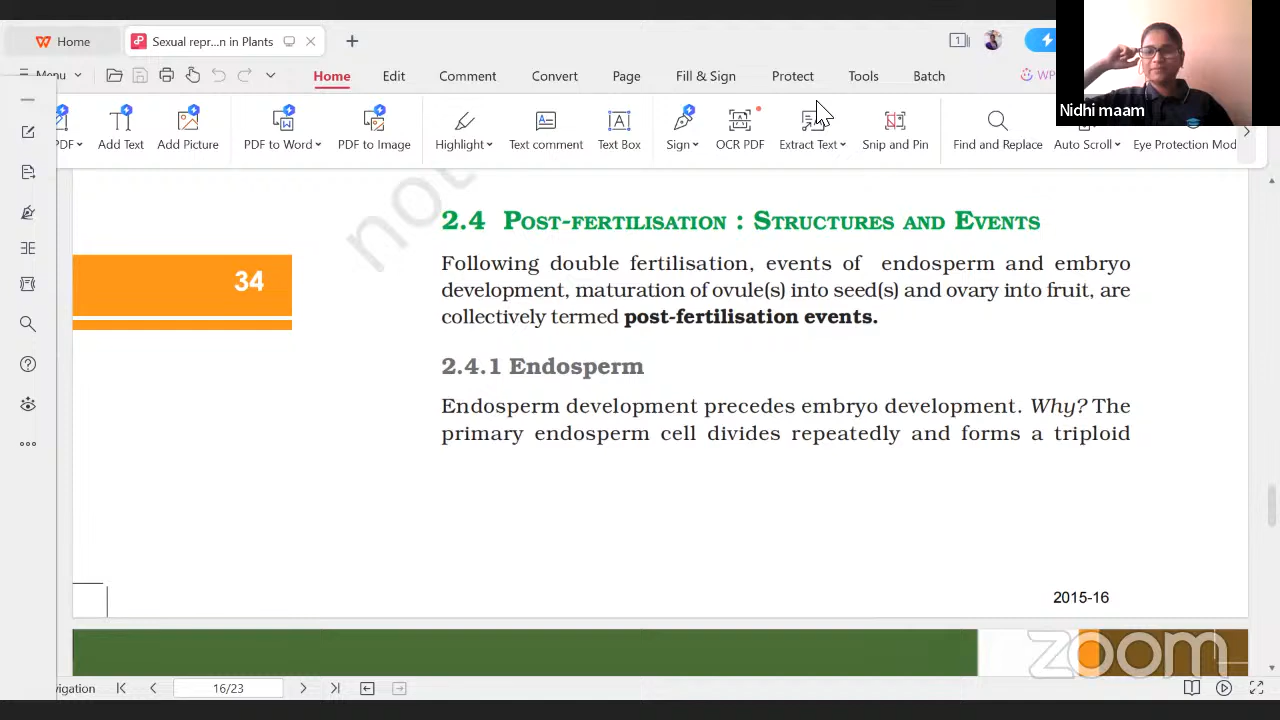 Home
Sexual repr...n in Plants
Menu
Home Edit Comment Convert Page Fill & Sign Protect Tools Batch
Nidhi maam
PDF Add Text Add Picture PDF to Word PDF to Image Highlight Text comment Text Box Sign OCR PDF Extract Text Snip and Pin Find and Replace Auto Scroll Eye Protection Mod
not
2.4 POST-FERTILISATION : STRUCTURES AND EVENTS
34
Following double fertilisation, events of endosperm and embryo
development, maturation of ovule(s) into seed(s) and ovary into fruit, are
collectively termed post-fertilisation events.
2.4.1 Endosperm
Endosperm development precedes embryo development. Why? The
primary endosperm cell divides repeatedly and forms a triploid
2015-16
zoom
vigation 16/23